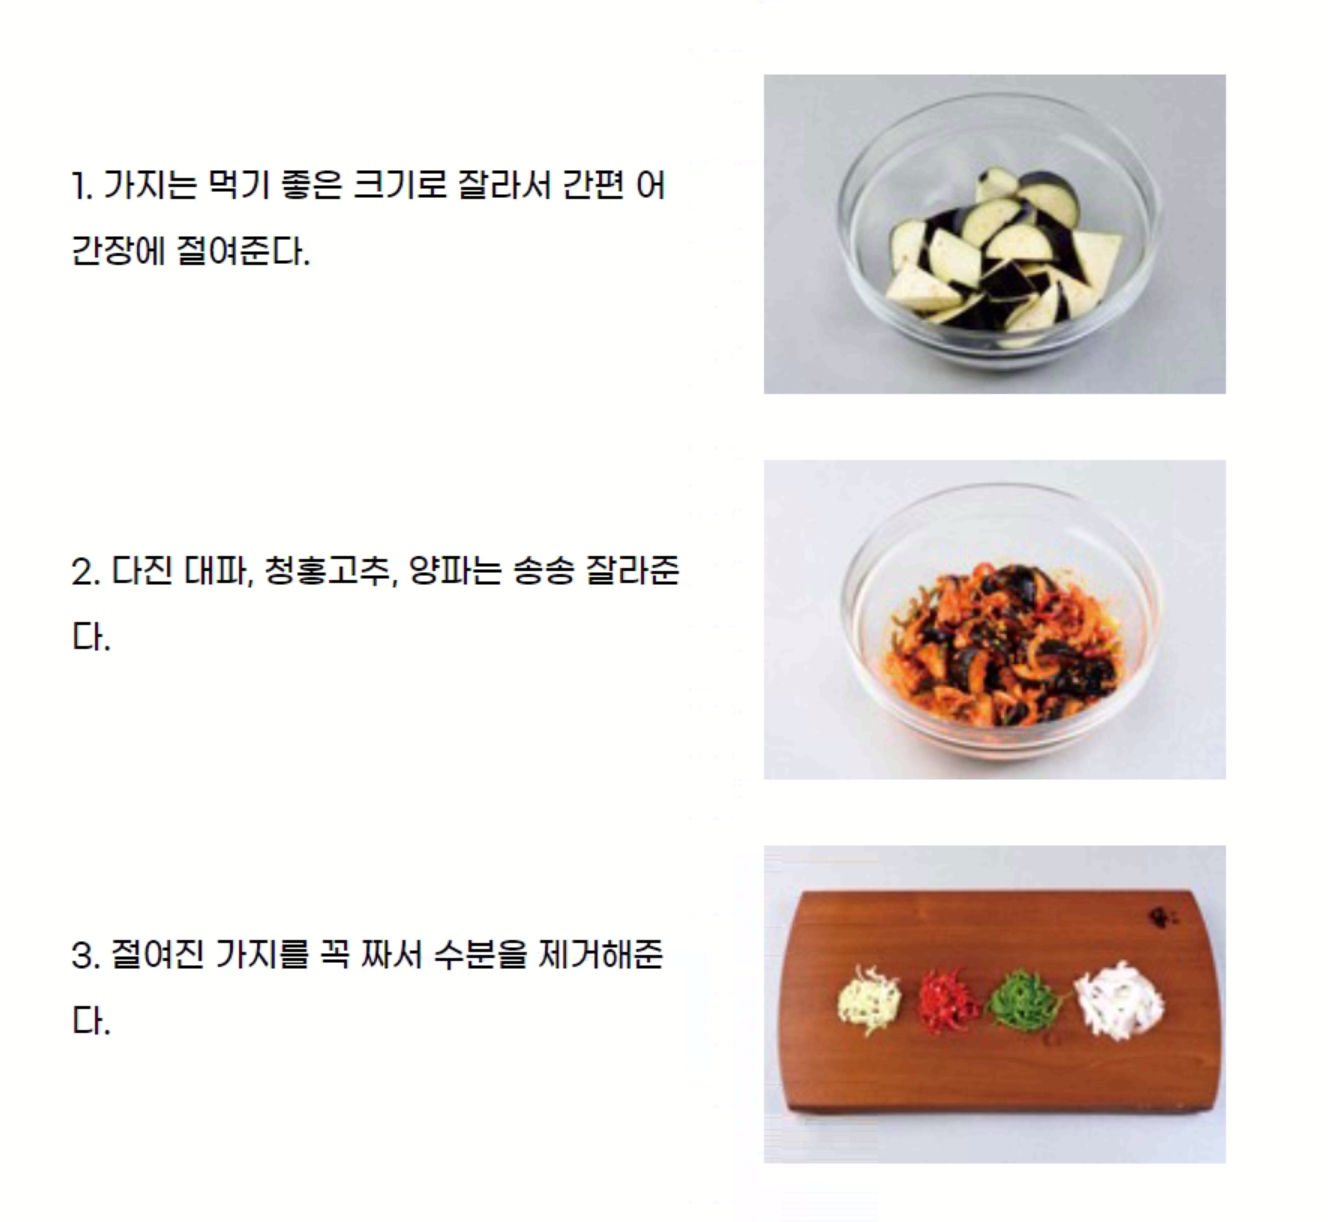 1. 가지는 먹기 좋은 크기로 잘라서 간편 어
간장에 절여준다.
2. 다진 대파, 청홍고추, 양파는 송송 잘라준
다.
3. 절여진 가지를 꼭 짜서 수분을 제거해준
다.